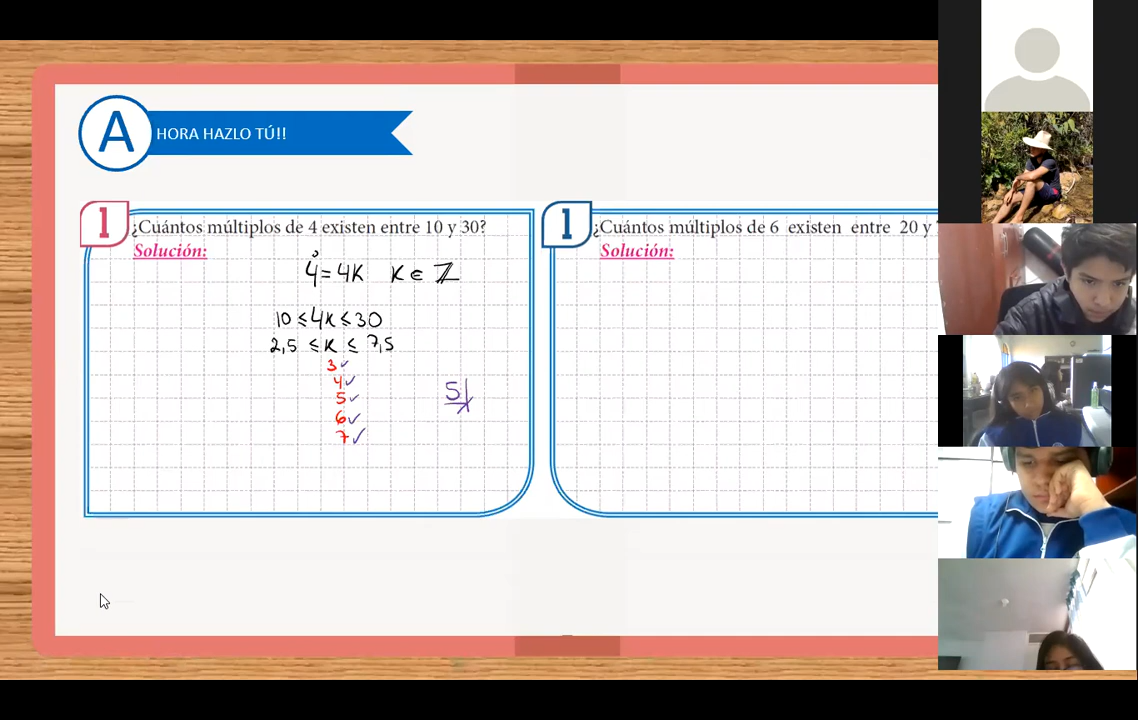 A HORA HAZLO TÚ!!
1 ¿Cuántos múltiplos de 4 existen entre 10 y 30?
Solución:
4̊ = 4K K ∈ ℤ
10 ≤ 4K ≤ 30
2,5 ≤ K ≤ 7,5
3 ✓
4 ✓
5 ✓
6 ✓
7 ✓
5
1 ¿Cuántos múltiplos de 6 existen entre 20 y
Solución: